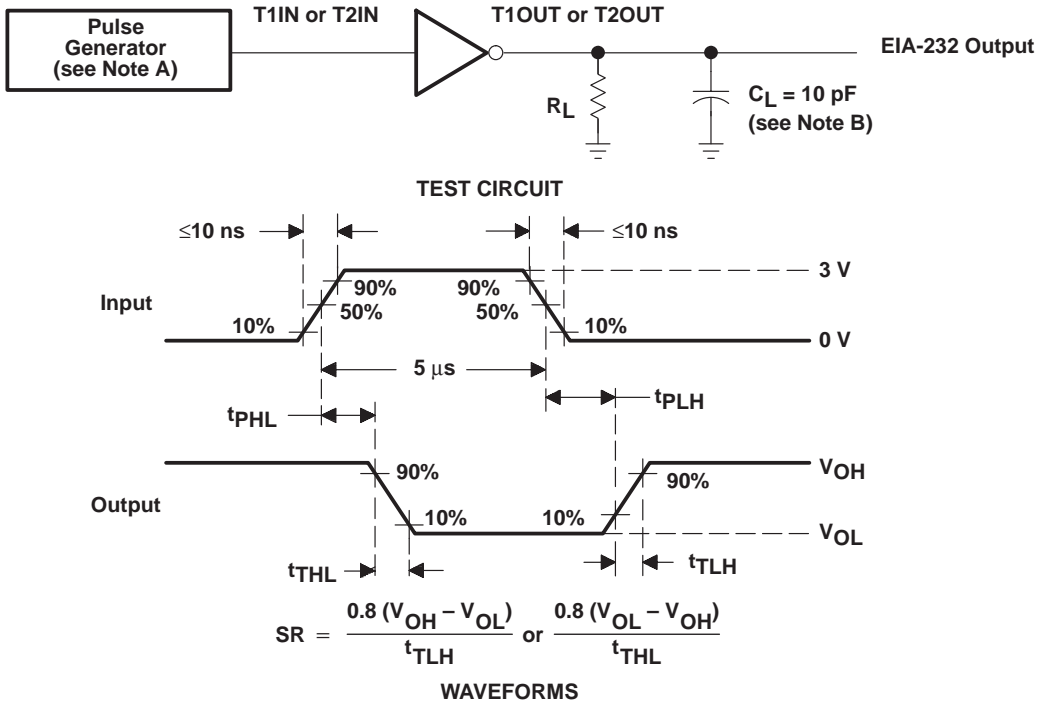 T1IN or T2IN
T1OUT or T2OUT
Pulse
Generator
(see Note A)
EIA-232 Output
RL
CL = 10 pF
(see Note B)
TEST CIRCUIT
≤10 ns
≤10 ns
3 V
90%
90%
Input
50%
50%
10%
10%
0 V
5 μs
tPHL
tPLH
VOH
90%
90%
Output
10%
10%
VOL
tTHL
tTLH
SR = 0.8 (VOH – VOL) / tTLH or 0.8 (VOL – VOH) / tTHL
WAVEFORMS